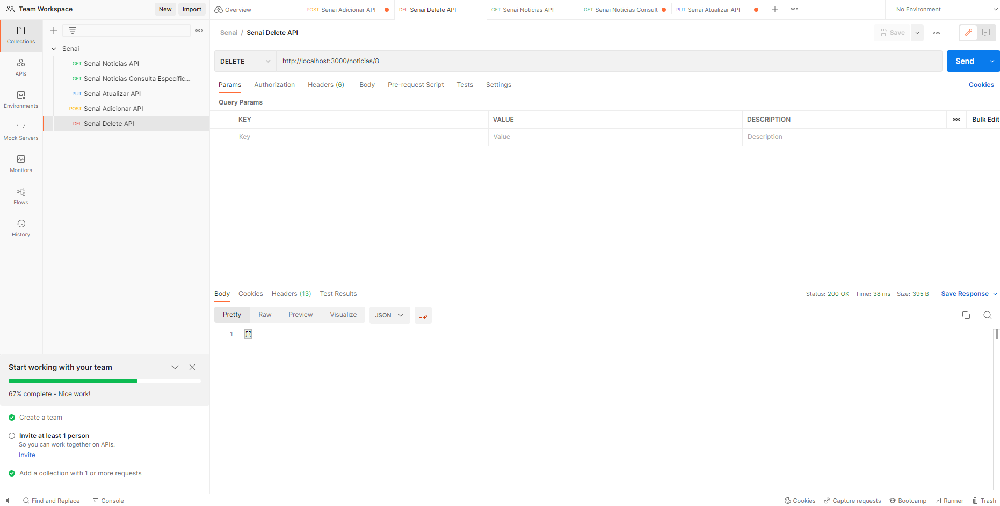 Team Workspace
New
Import
Overview
POST Senai Adicionar API
DEL Senai Delete API
GET Senai Noticias API
GET Senai Noticias Consult
PUT Senai Atualizar API
No Environment
Collections
APIs
Environments
Mock Servers
Monitors
Flows
History
Senai
GET Senai Noticias API
GET Senai Noticias Consulta Específic...
PUT Senai Atualizar API
POST Senai Adicionar API
DEL Senai Delete API
Senai / Senai Delete API
Save
DELETE
http://localhost:3000/noticias/8
Send
Params
Authorization
Headers (6)
Body
Pre-request Script
Tests
Settings
Cookies
Query Params
KEY
VALUE
DESCRIPTION
Bulk Edit
Key
Value
Description
Body
Cookies
Headers (13)
Test Results
Status: 200 OK
Time: 38 ms
Size: 395 B
Save Response
Pretty
Raw
Preview
Visualize
JSON
1
{}
Start working with your team
67% complete - Nice work!
Create a team
Invite at least 1 person
So you can work together on APIs.
Invite
Add a collection with 1 or more requests
Find and Replace
Console
Cookies
Capture requests
Bootcamp
Runner
Trash